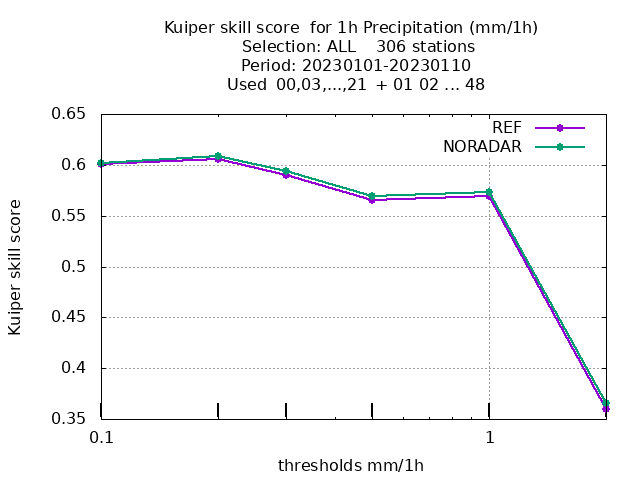 Kuiper skill score  for 1h Precipitation (mm/1h)
Selection: ALL    306 stations
Period: 20230101-20230110
Used  00,03,...,21  + 01 02 ... 48
REF
NORADAR
0.65
0.6
0.55
0.5
0.45
0.4
0.35
Kuiper skill score
0.1
1
thresholds mm/1h